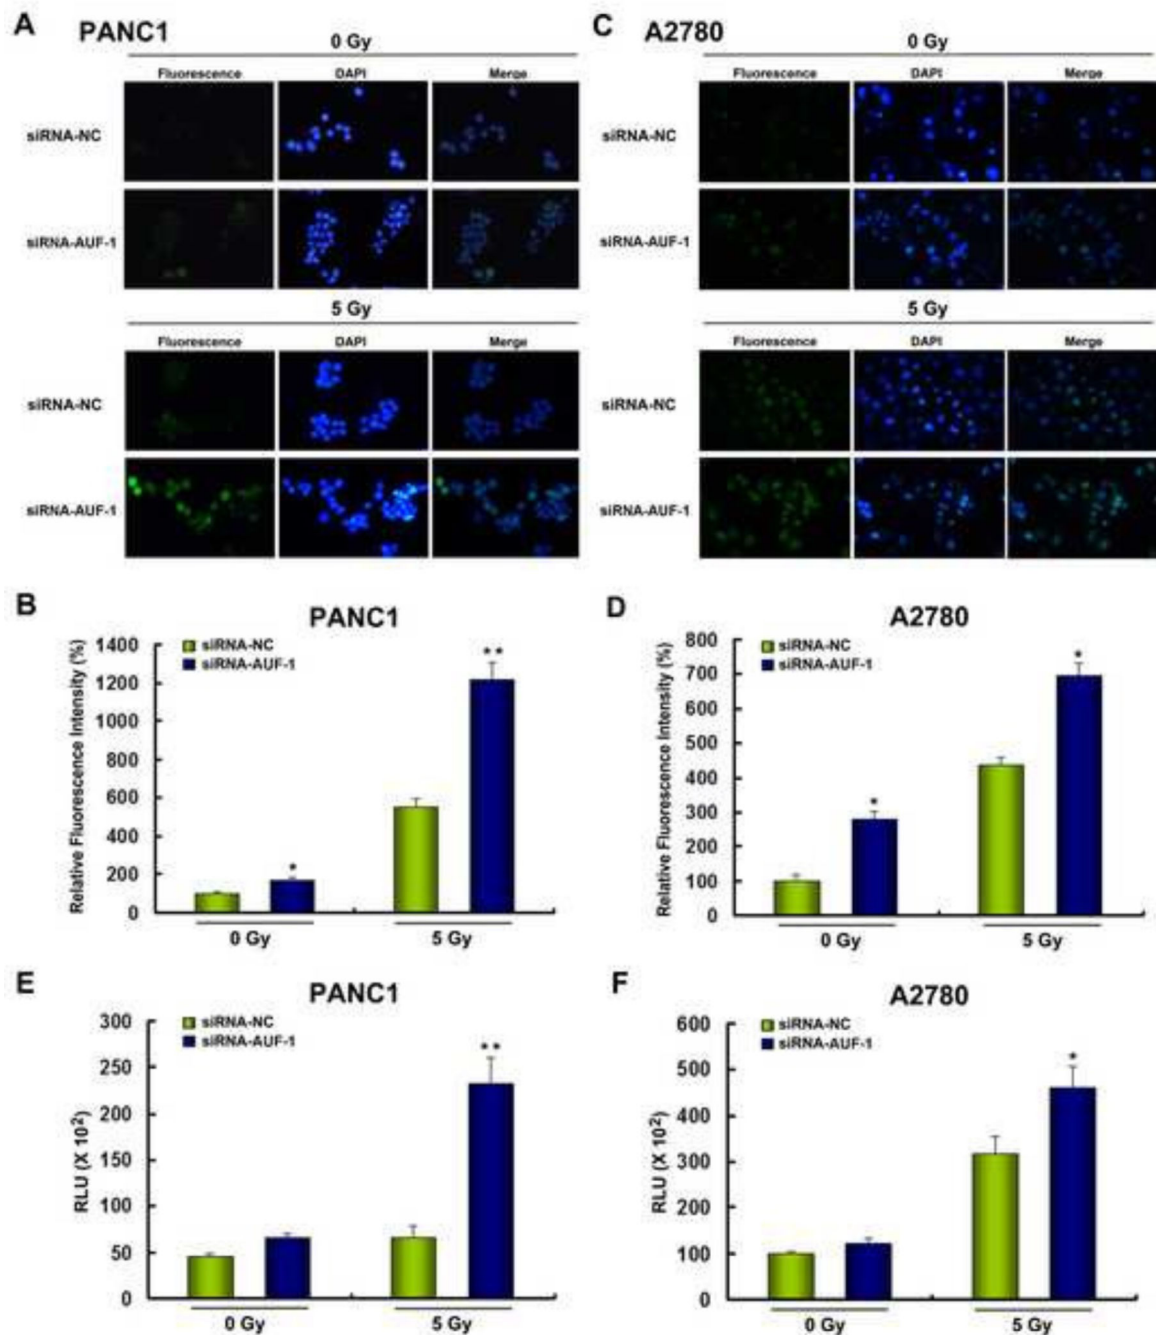 A PANC1
0 Gy
Fluorescence DAPI Merge
siRNA-NC
siRNA-AUF-1
5 Gy
Fluorescence DAPI Merge
siRNA-NC
siRNA-AUF-1
C A2780
0 Gy
Fluorescence DAPI Merge
siRNA-NC
siRNA-AUF-1
5 Gy
Fluorescence DAPI Merge
siRNA-NC
siRNA-AUF-1
B PANC1
Relative Fluorescence Intensity (%)
1400
1200
1000
800
600
400
200
0
siRNA-NC
siRNA-AUF-1
*
**
0 Gy 5 Gy
D A2780
Relative Fluorescence Intensity (%)
800
700
600
500
400
300
200
100
0
siRNA-NC
siRNA-AUF-1
*
*
0 Gy 5 Gy
E PANC1
RLU (X 10²)
300
250
200
150
100
50
0
siRNA-NC
siRNA-AUF-1
**
0 Gy 5 Gy
F A2780
RLU (X 10²)
600
500
400
300
200
100
0
siRNA-NC
siRNA-AUF-1
*
0 Gy 5 Gy